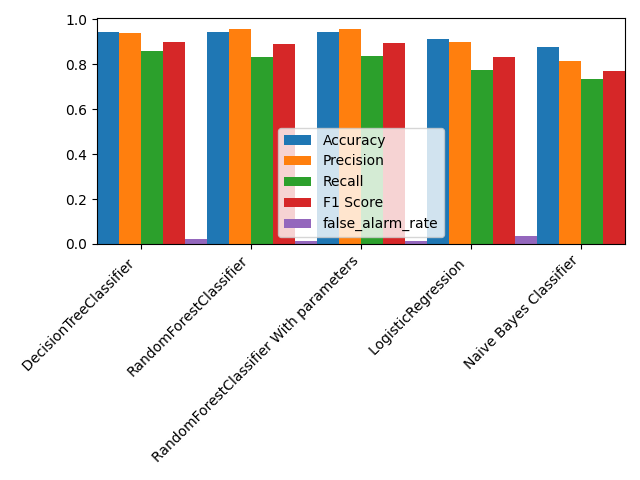 1.0
0.8
0.6
0.4
0.2
0.0
Accuracy
Precision
Recall
F1 Score
false_alarm_rate
DecisionTreeClassifier
RandomForestClassifier
RandomForestClassifier With parameters
LogisticRegression
Naive Bayes Classifier